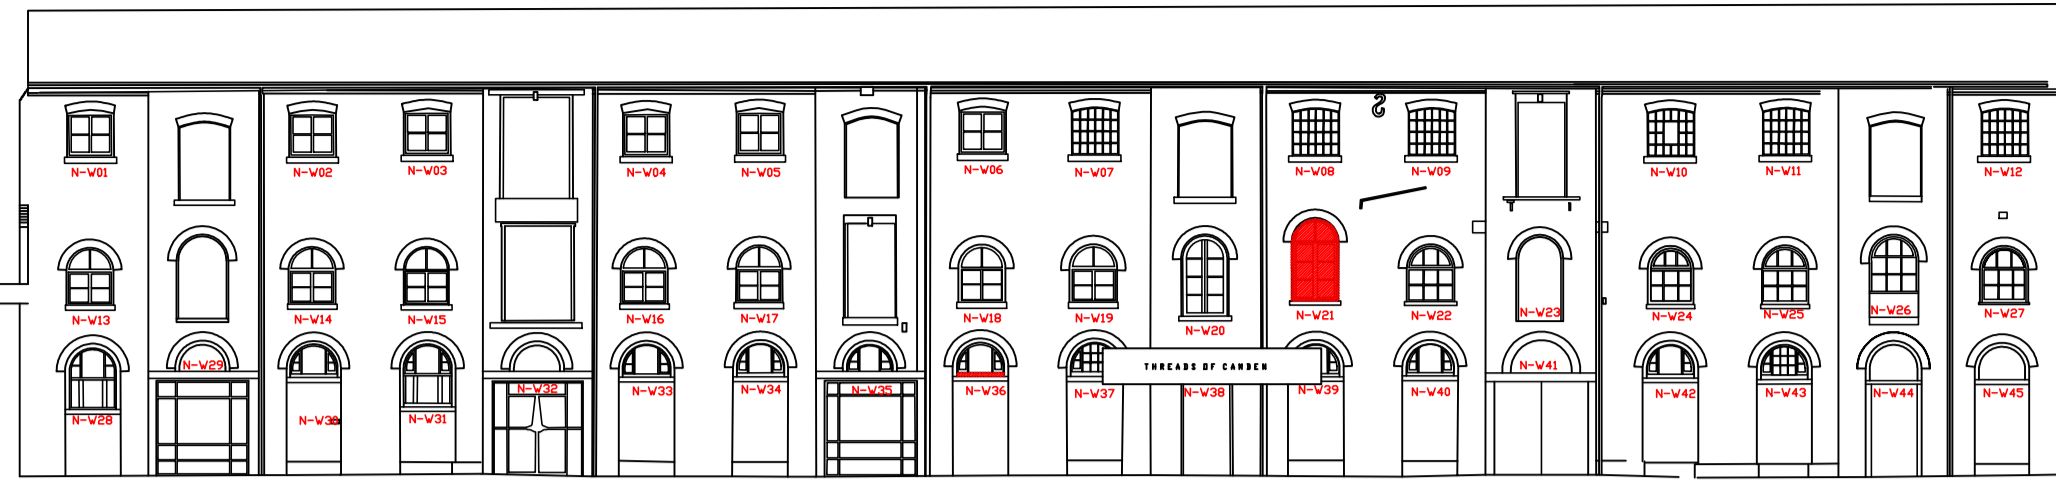 N-W01 N-W02 N-W03 N-W04 N-W05 N-W06 N-W07 N-W08 N-W09 N-W10 N-W11 N-W12
N-W13 N-W14 N-W15 N-W16 N-W17 N-W18 N-W19 N-W20 N-W21 N-W22 N-W23 N-W24 N-W25 N-W26 N-W27
THREADS OF CAMDEN
N-W28 N-W29 N-W30 N-W31 N-W32 N-W33 N-W34 N-W35 N-W36 N-W37 N-W38 N-W39 N-W40 N-W41 N-W42 N-W43 N-W44 N-W45